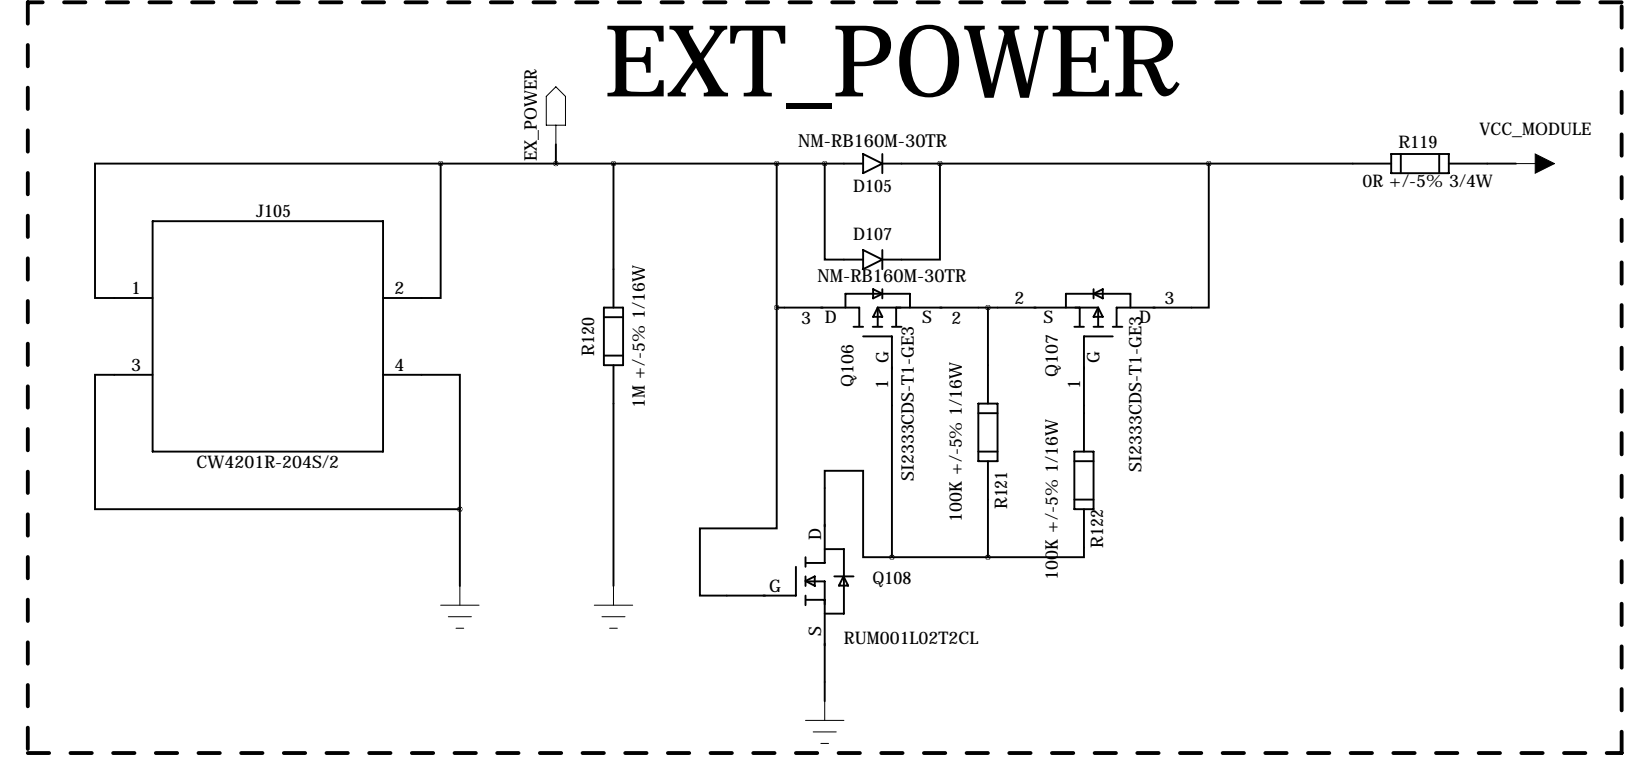 EXT_POWER
EX_POWER
NM-RB160M-30TR
D105
D107
NM-RB160M-30TR
VCC_MODULE
R119
0R +/-5% 3/4W
J105
1
2
3
4
CW4201R-204S/2
R120
1M +/-5% 1/16W
3
D
S
2
Q106
G
1
SI2333CDS-T1-GE3
2
S
D
3
Q107
G
1
SI2333CDS-T1-GE3
100K +/-5% 1/16W
R121
100K +/-5% 1/16W
R122
D
G
S
Q108
RUM001L02T2CL